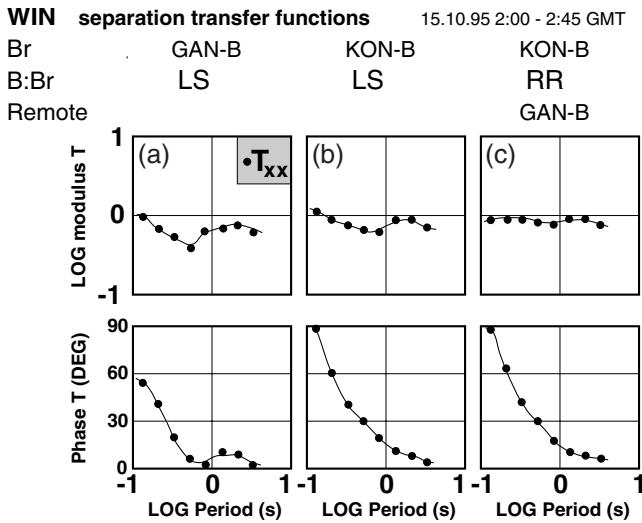 WIN separation transfer functions 15.10.95 2:00 - 2:45 GMT
Br GAN-B KON-B KON-B
B:Br LS LS RR
Remote GAN-B
LOG modulus T
1
0
-1
(a) Txx (b) (c)
Phase T (DEG)
90
60
30
0
-1 0 1 -1 0 1 -1 0 1
LOG Period (s) LOG Period (s) LOG Period (s)